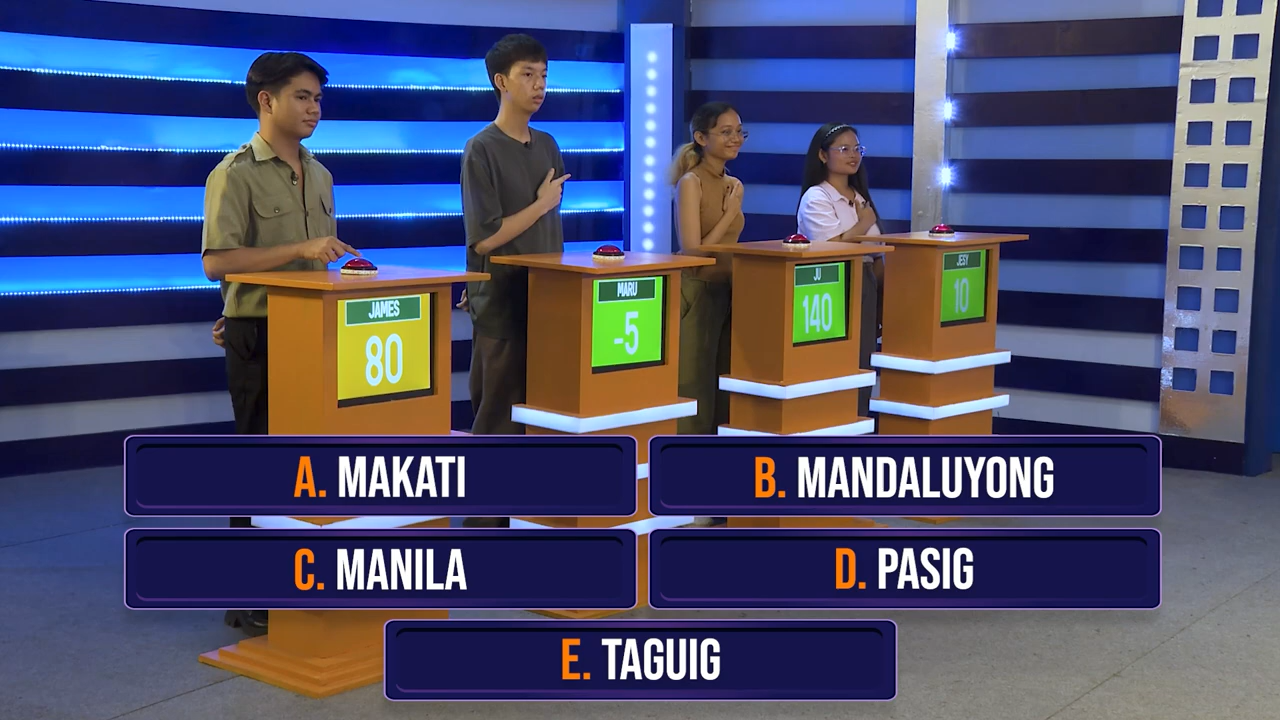 JAMES
80
MARU
-5
JU
140
JESY
10
A. MAKATI
B. MANDALUYONG
C. MANILA
D. PASIG
E. TAGUIG